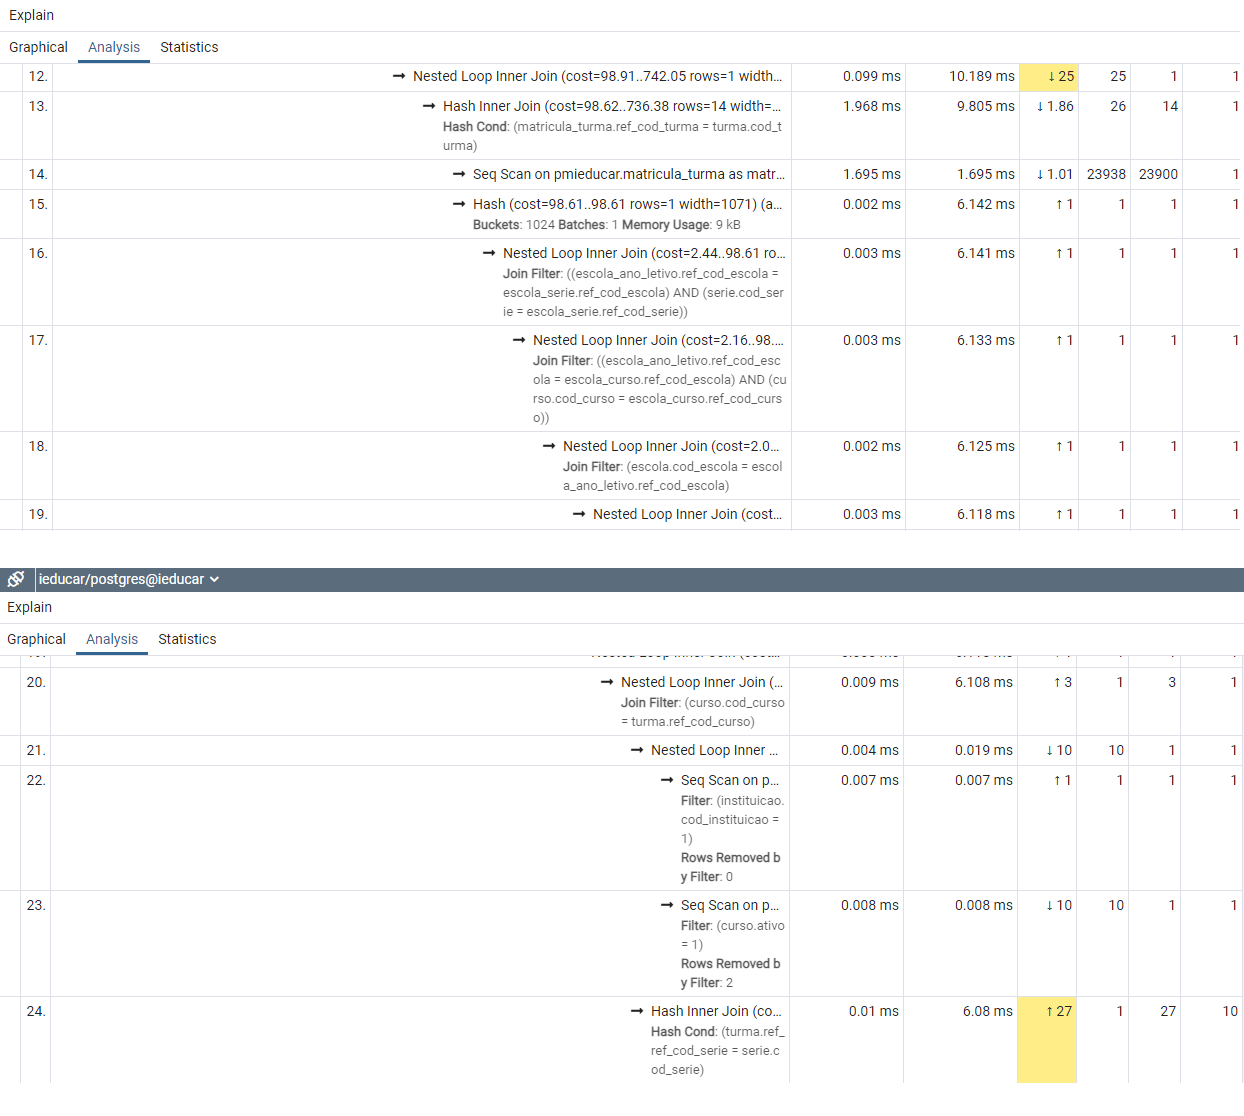 Explain
Graphical Analysis Statistics
12. → Nested Loop Inner Join (cost=98.91..742.05 rows=1 width... 0.099 ms 10.189 ms ↓ 25 25 1 1
13. → Hash Inner Join (cost=98.62..736.38 rows=14 width=... 1.968 ms 9.805 ms ↓ 1.86 26 14 1
Hash Cond: (matricula_turma.ref_cod_turma = turma.cod_t
urma)
14. → Seq Scan on pmieducar.matricula_turma as matr... 1.695 ms 1.695 ms ↓ 1.01 23938 23900 1
15. → Hash (cost=98.61..98.61 rows=1 width=1071) (a... 0.002 ms 6.142 ms ↑ 1 1 1 1
Buckets: 1024 Batches: 1 Memory Usage: 9 kB
16. → Nested Loop Inner Join (cost=2.44..98.61 ro... 0.003 ms 6.141 ms ↑ 1 1 1 1
Join Filter: ((escola_ano_letivo.ref_cod_escola =
escola_serie.ref_cod_escola) AND (serie.cod_ser
ie = escola_serie.ref_cod_serie))
17. → Nested Loop Inner Join (cost=2.16..98.... 0.003 ms 6.133 ms ↑ 1 1 1 1
Join Filter: ((escola_ano_letivo.ref_cod_esc
ola = escola_curso.ref_cod_escola) AND (cu
rso.cod_curso = escola_curso.ref_cod_curs
o))
18. → Nested Loop Inner Join (cost=2.0... 0.002 ms 6.125 ms ↑ 1 1 1 1
Join Filter: (escola.cod_escola = escol
a_ano_letivo.ref_cod_escola)
19. → Nested Loop Inner Join (cost... 0.003 ms 6.118 ms ↑ 1 1 1 1
ieducar/postgres@ieducar
Explain
Graphical Analysis Statistics
20. → Nested Loop Inner Join (... 0.009 ms 6.108 ms ↑ 3 1 3 1
Join Filter: (curso.cod_curso
= turma.ref_cod_curso)
21. → Nested Loop Inner ... 0.004 ms 0.019 ms ↓ 10 10 1 1
22. → Seq Scan on p... 0.007 ms 0.007 ms ↑ 1 1 1 1
Filter: (instituicao.
cod_instituicao =
1)
Rows Removed b
y Filter: 0
23. → Seq Scan on p... 0.008 ms 0.008 ms ↓ 10 10 1 1
Filter: (curso.ativo
= 1)
Rows Removed b
y Filter: 2
24. → Hash Inner Join (co... 0.01 ms 6.08 ms ↑ 27 1 27 10
Hash Cond: (turma.ref_
ref_cod_serie = serie.c
od_serie)